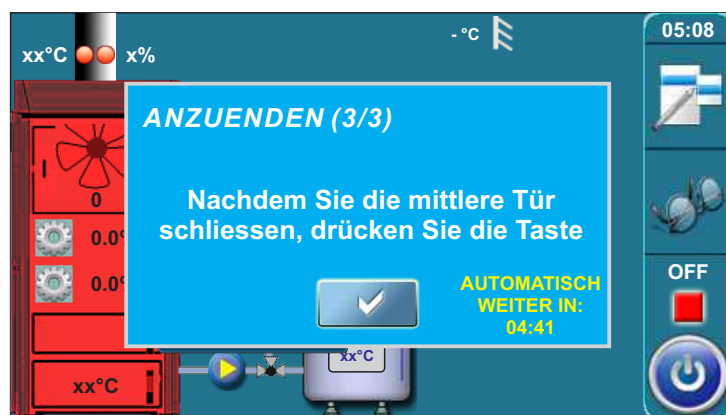 05:08
- °C
xx°C
x%
ANZUENDEN (3/3)
Nachdem Sie die mittlere Tür
schliessen, drücken Sie die Taste
0
0.0°
0.0°
AUTOMATISCH
WEITER IN:
04:41
OFF
xx°C
xx°C